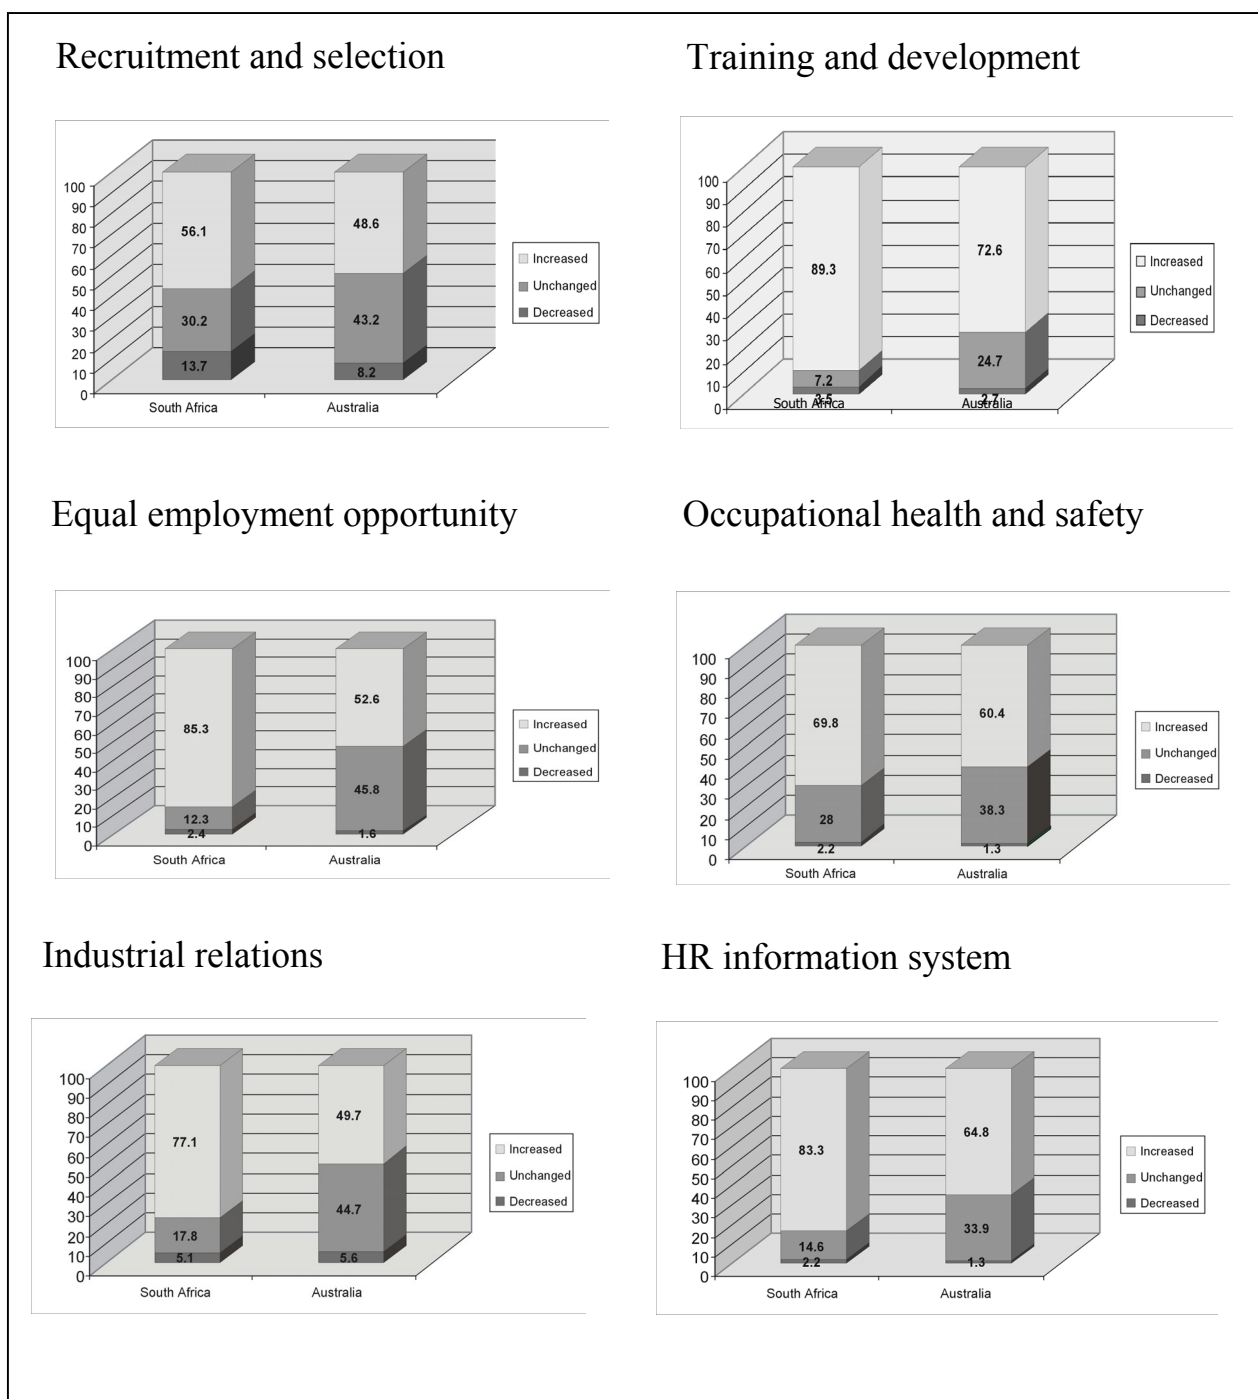 Recruitment and selection
100
90
80
70
60
50
40
30
20
10
0
56.1
30.2
13.7
48.6
43.2
8.2
South Africa
Australia
Increased
Unchanged
Decreased
Training and development
100
90
80
70
60
50
40
30
20
10
0
89.3
7.2
3.5
72.6
24.7
2.7
South Africa
Australia
Increased
Unchanged
Decreased
Equal employment opportunity
100
90
80
70
60
50
40
30
20
10
0
85.3
12.3
2.4
52.6
45.8
1.6
South Africa
Australia
Increased
Unchanged
Decreased
Occupational health and safety
100
90
80
70
60
50
40
30
20
10
0
69.8
28
2.2
60.4
38.3
1.3
South Africa
Australia
Increased
Unchanged
Decreased
Industrial relations
100
90
80
70
60
50
40
30
20
10
0
77.1
17.8
5.1
49.7
44.7
5.6
South Africa
Australia
Increased
Unchanged
Decreased
HR information system
100
90
80
70
60
50
40
30
20
10
0
83.3
14.6
2.2
64.8
33.9
1.3
South Africa
Australia
Increased
Unchanged
Decreased